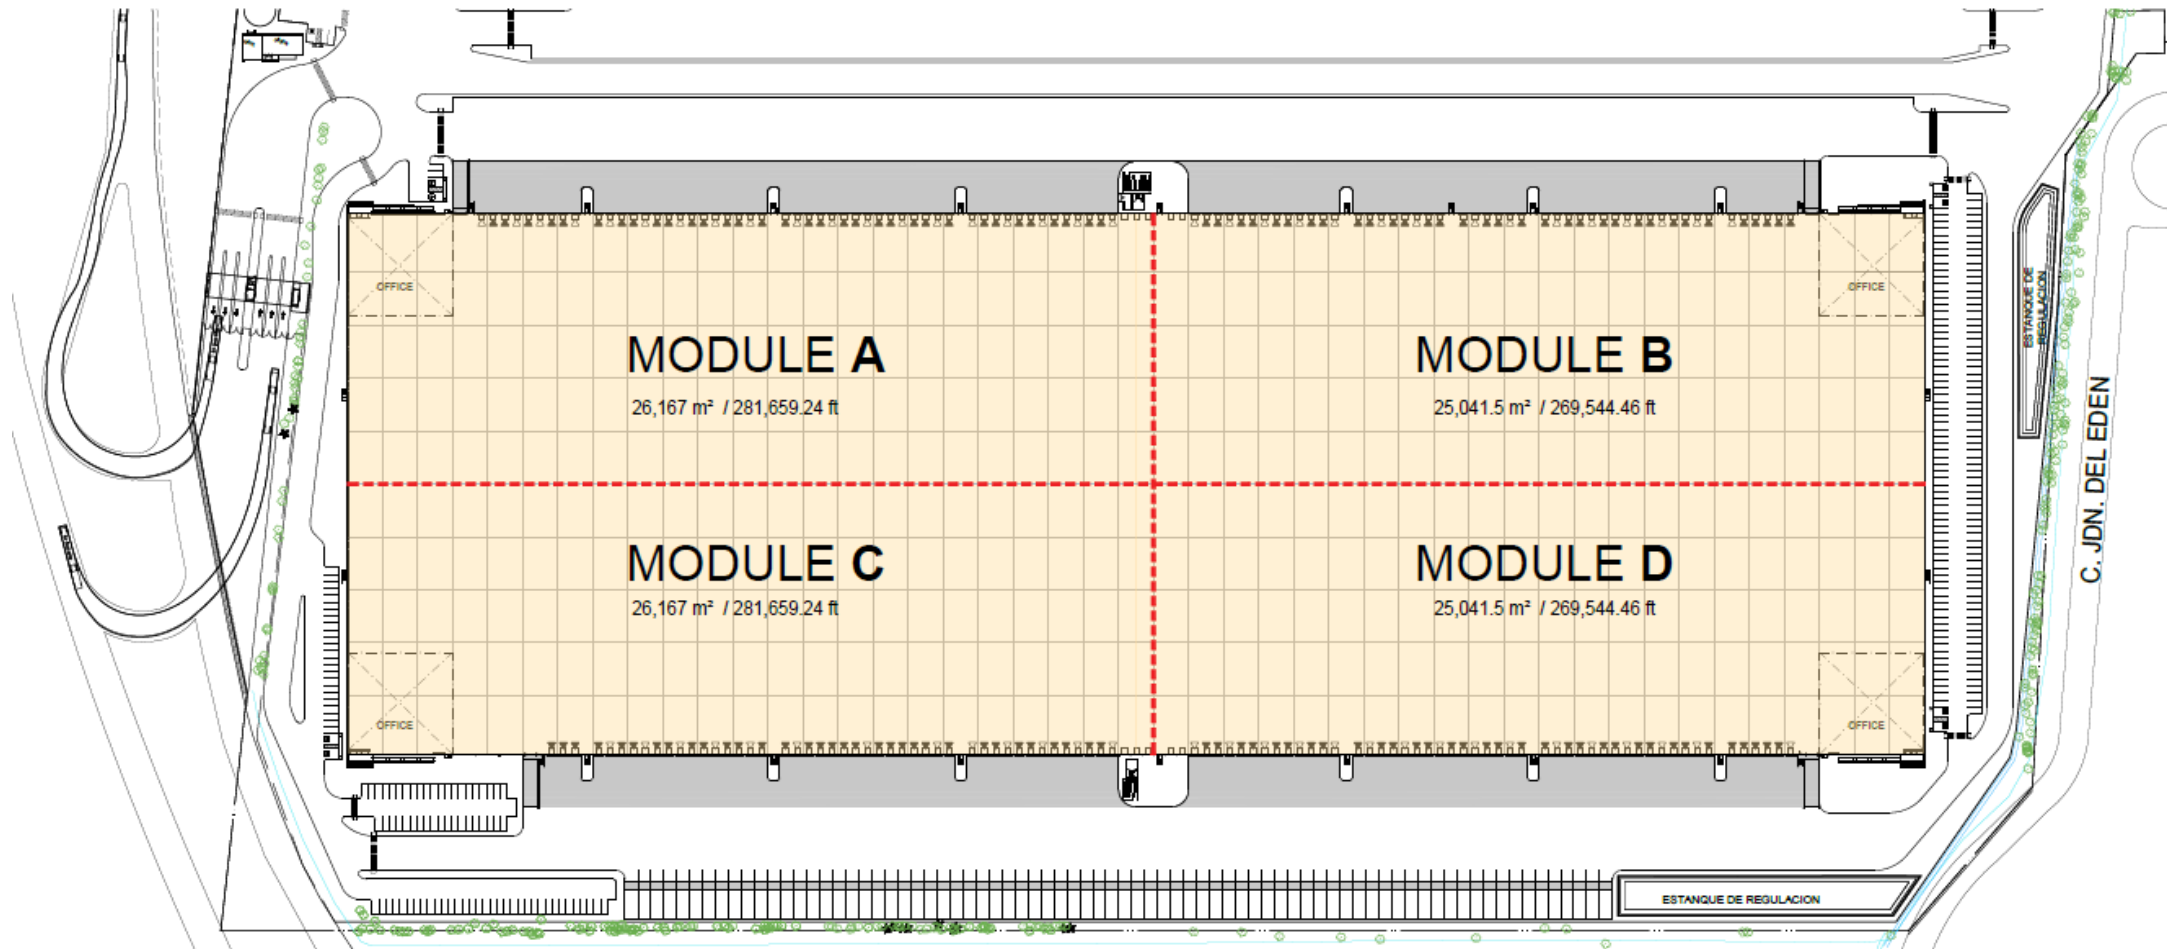 OFFICE
OFFICE
ESTANQUE DE
REGULACION
MODULE A
26,167 m² / 281,659.24 ft
MODULE B
25,041.5 m² / 269,544.46 ft
C. JDN. DEL EDEN
MODULE C
26,167 m² / 281,659.24 ft
MODULE D
25,041.5 m² / 269,544.46 ft
OFFICE
OFFICE
ESTANQUE DE REGULACION